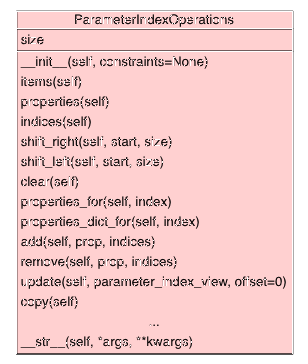 ParameterIndexOperations
size
__init__(self, constraints=None)
items(self)
properties(self)
indices(self)
shift_right(self, start, size)
shift_left(self, start, size)
clear(self)
properties_for(self, index)
properties_dict_for(self, index)
add(self, prop, indices)
remove(self, prop, indices)
update(self, parameter_index_view, offset=0)
copy(self)
...
__str__(self, *args, **kwargs)